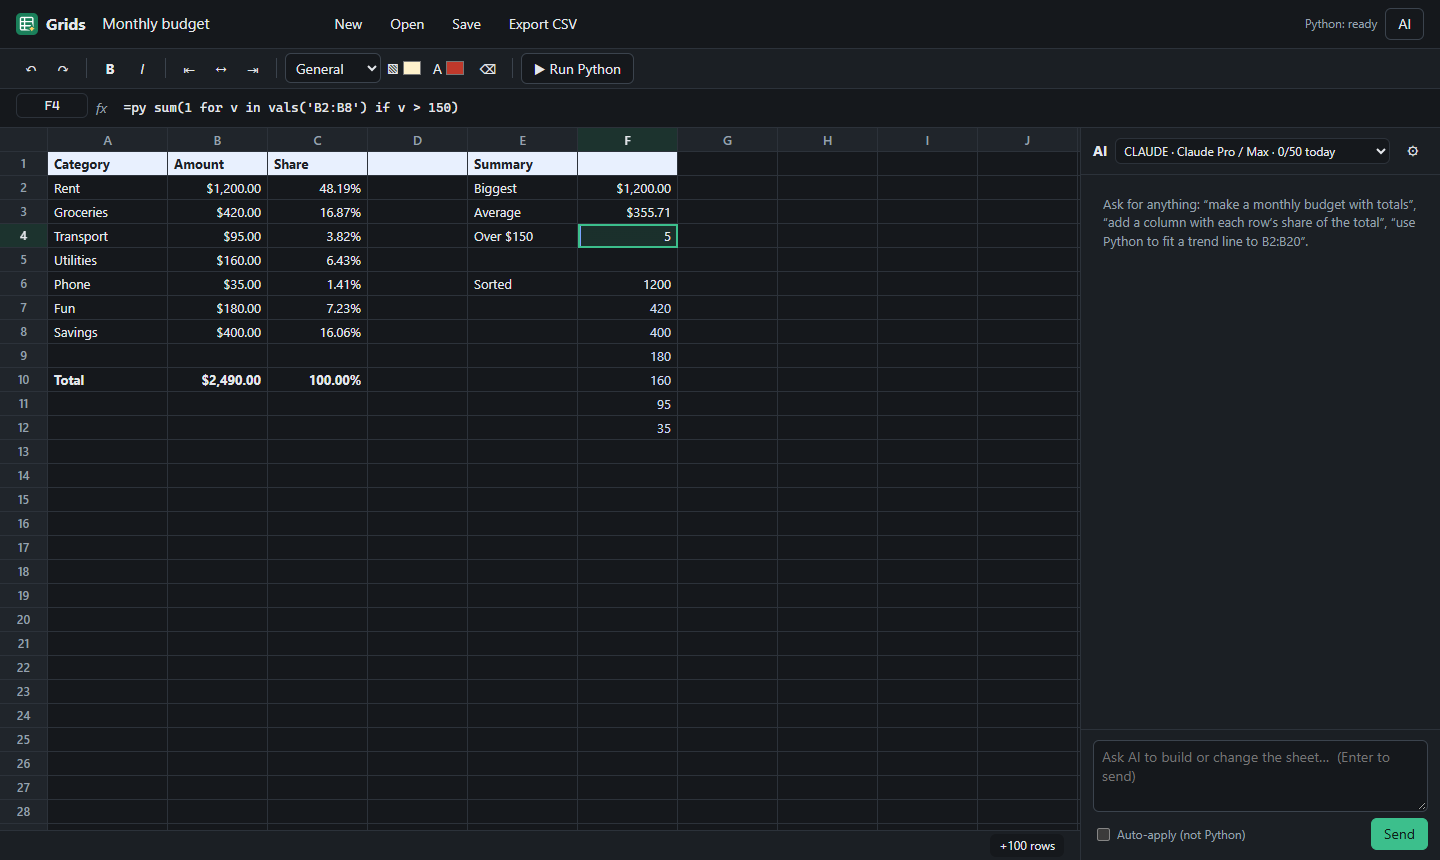 Grids Monthly budget New Open Save Export CSV Python: ready AI
B I General A Run Python
F4 fx =py sum(1 for v in vals('B2:B8') if v > 150)
A B C D E F G H I J
1 Category Amount Share Summary
2 Rent $1,200.00 48.19% Biggest $1,200.00
3 Groceries $420.00 16.87% Average $355.71
4 Transport $95.00 3.82% Over $150 5
5 Utilities $160.00 6.43%
6 Phone $35.00 1.41% Sorted 1200
7 Fun $180.00 7.23% 420
8 Savings $400.00 16.06% 400
9 180
10 Total $2,490.00 100.00% 160
11 95
12 35
13
14
15
16
17
18
19
20
21
22
23
24
25
26
27
28
+100 rows
AI CLAUDE · Claude Pro / Max · 0/50 today
Ask for anything: “make a monthly budget with totals”,
“add a column with each row’s share of the total”, “use
Python to fit a trend line to B2:B20”.
Ask AI to build or change the sheet… (Enter to
send)
Auto-apply (not Python) Send